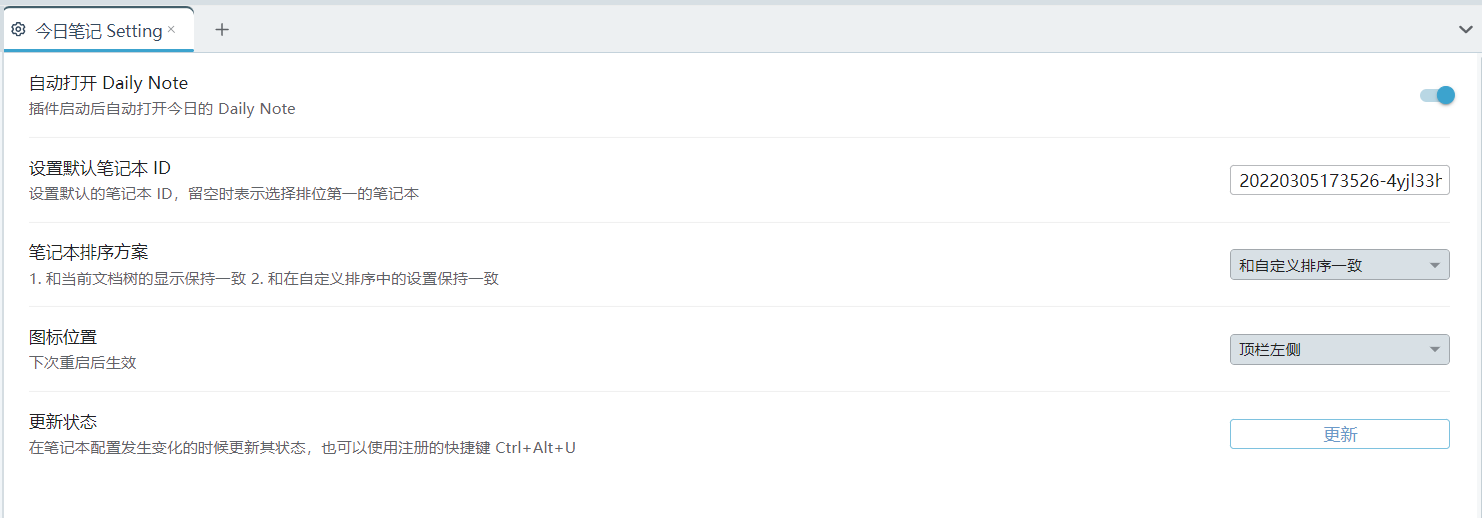 今日笔记 Setting
自动打开 Daily Note
插件启动后自动打开今日的 Daily Note
设置默认笔记本 ID
设置默认的笔记本 ID，留空时表示选择排位第一的笔记本
20220305173526-4yjl33h
笔记本排序方案
1. 和当前文档树的显示保持一致 2. 和在自定义排序中的设置保持一致
和自定义排序一致
图标位置
下次重启后生效
顶栏左侧
更新状态
在笔记本配置发生变化的时候更新其状态，也可以使用注册的快捷键 Ctrl+Alt+U
更新